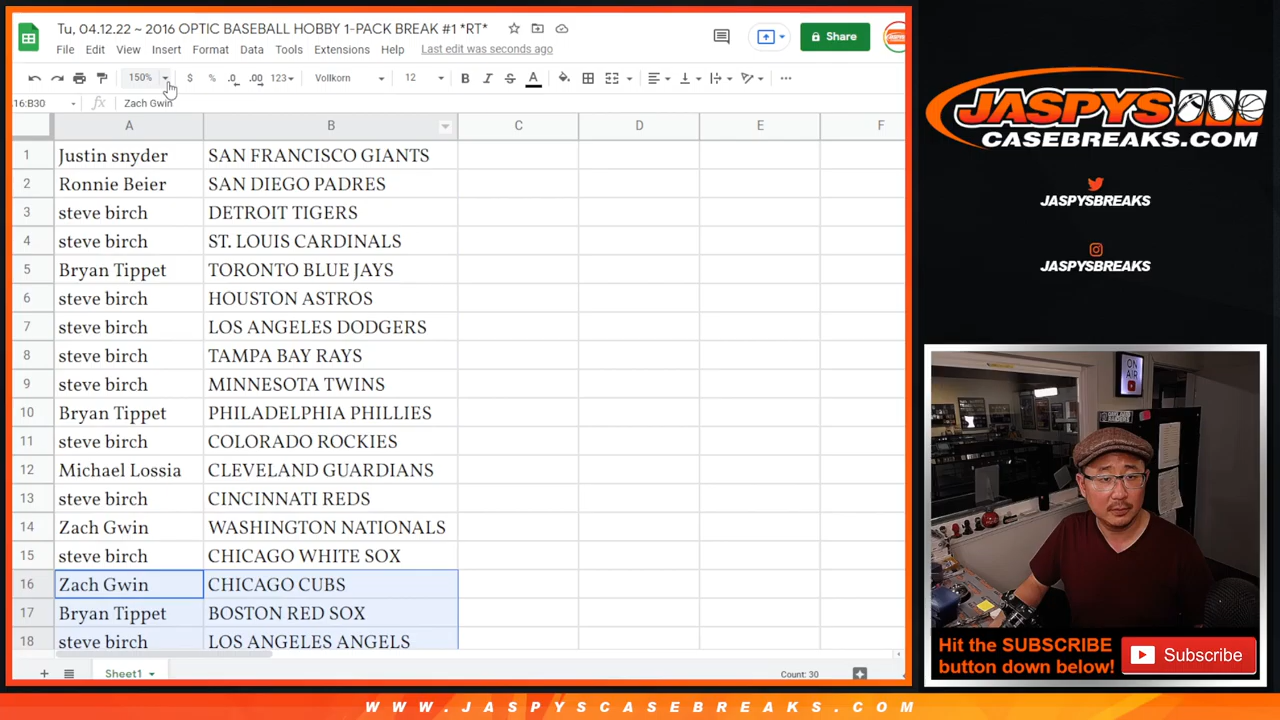 Tu, 04.12.22 ~ 2016 OPTIC BASEBALL HOBBY 1-PACK BREAK #1 *RT*
File Edit View Insert Format Data Tools Extensions Help Last edit was seconds ago
Share
150% $ % .0 .00 123 Vollkorn 12 B I S A
16:B30 fx Zach Gwin
A B C D E F
1 Justin snyder SAN FRANCISCO GIANTS
2 Ronnie Beier SAN DIEGO PADRES
3 steve birch DETROIT TIGERS
4 steve birch ST. LOUIS CARDINALS
5 Bryan Tippet TORONTO BLUE JAYS
6 steve birch HOUSTON ASTROS
7 steve birch LOS ANGELES DODGERS
8 steve birch TAMPA BAY RAYS
9 steve birch MINNESOTA TWINS
10 Bryan Tippet PHILADELPHIA PHILLIES
11 steve birch COLORADO ROCKIES
12 Michael Lossia CLEVELAND GUARDIANS
13 steve birch CINCINNATI REDS
14 Zach Gwin WASHINGTON NATIONALS
15 steve birch CHICAGO WHITE SOX
16 Zach Gwin CHICAGO CUBS
17 Bryan Tippet BOSTON RED SOX
18 steve birch LOS ANGELES ANGELS
Sheet1 Count: 30
JASPYS
CASEBREAKS.COM
JASPYSBREAKS
JASPYSBREAKS
ON AIR
Hit the SUBSCRIBE
button down below!
Subscribe
WWW.JASPYSCASEBREAKS.COM